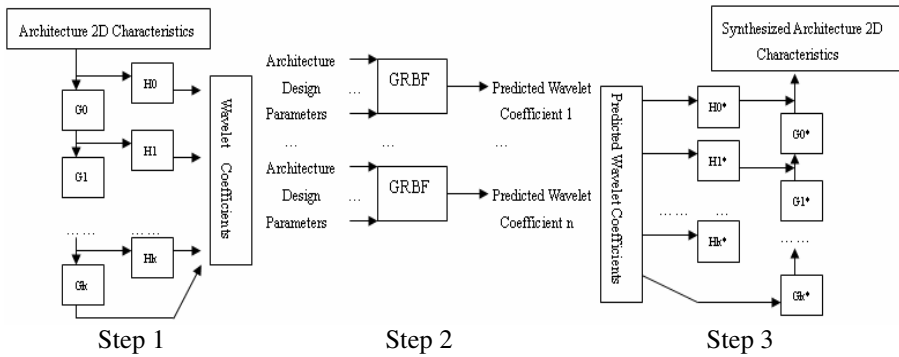 Architecture 2D Characteristics
H0
G0
H1
G1
... ...
... ...
Hk
Gk
Wavelet Coefficients
Step 1
Architecture
Design
...
Parameters
GRBF
Predicted Wavelet
Coefficient 1
... ...
...
...
...
Architecture
Design
...
Parameters
GRBF
Predicted Wavelet
Coefficient n
Step 2
Predicted Wavelet Coefficients
Synthesized Architecture 2D
Characteristics
H0*
G0*
H1*
G1*
... ...
...
Hk*
... ...
Gk*
Step 3